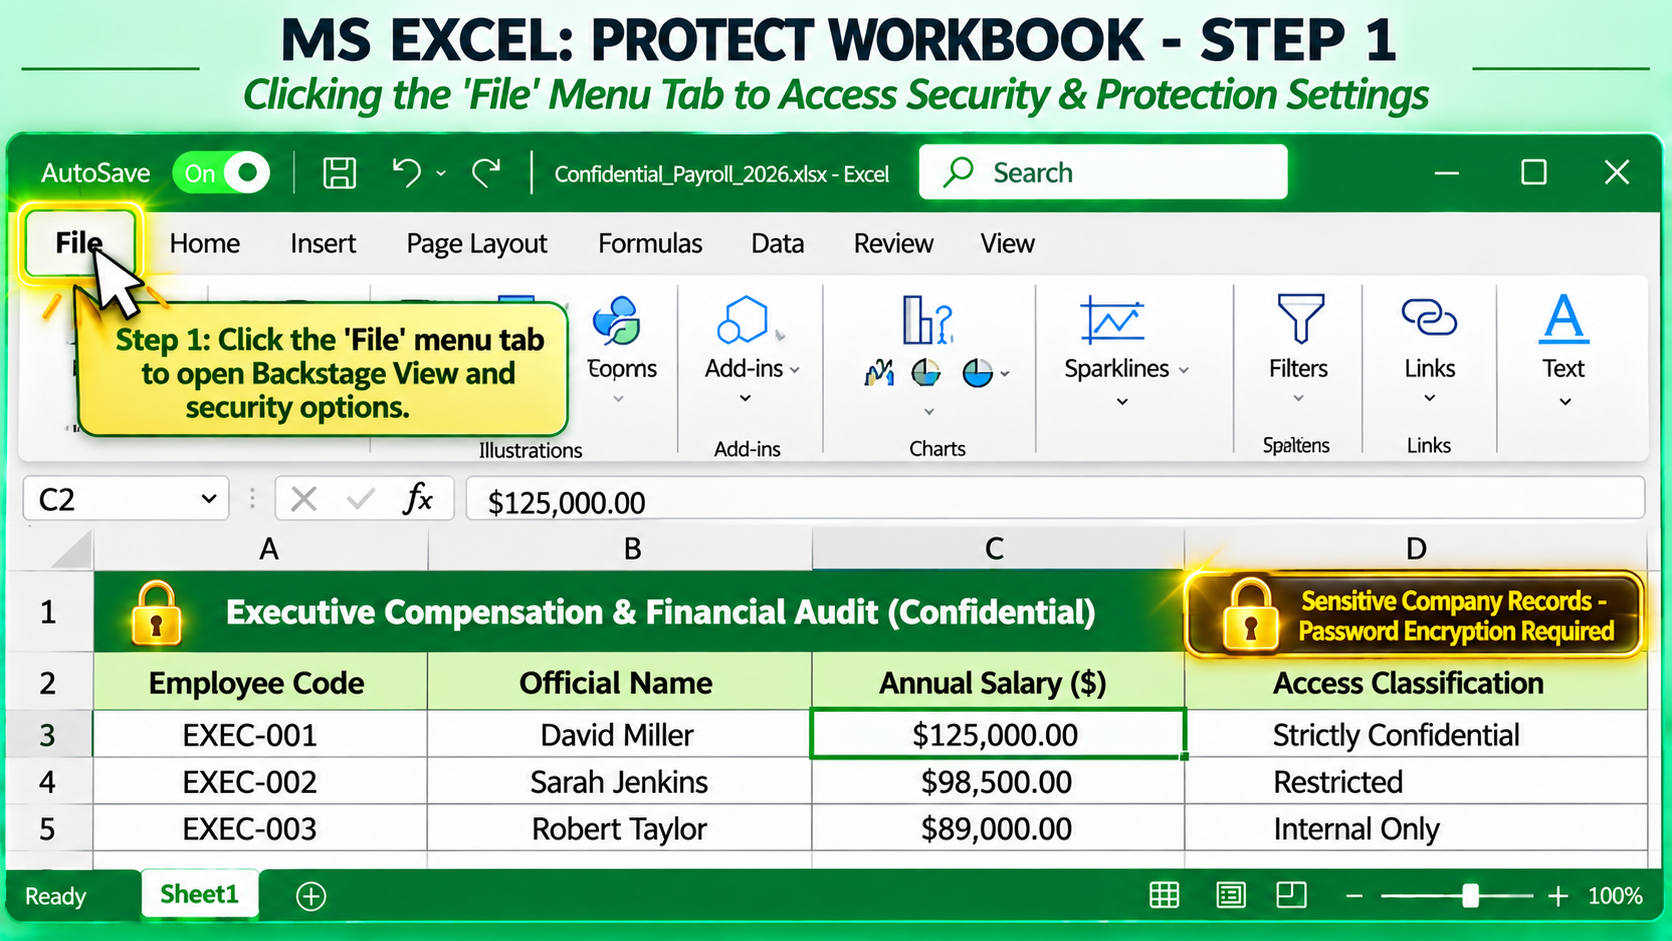 MS EXCEL: PROTECT WORKBOOK - STEP 1
Clicking the 'File' Menu Tab to Access Security & Protection Settings
AutoSave On Confidential_Payroll_2026.xlsx - Excel Search
File Home Insert Page Layout Formulas Data Review View
Step 1: Click the 'File' menu tab
to open Backstage View and
security options.
Add-ins Sparklines Filters Links Text
Illustrations Add-ins Charts Links
C2 fx $125,000.00
A B C D
1 Executive Compensation & Financial Audit (Confidential)
Sensitive Company Records -
Password Encryption Required
2 Employee Code Official Name Annual Salary ($) Access Classification
3 EXEC-001 David Miller $125,000.00 Strictly Confidential
4 EXEC-002 Sarah Jenkins $98,500.00 Restricted
5 EXEC-003 Robert Taylor $89,000.00 Internal Only
Ready Sheet1 100%